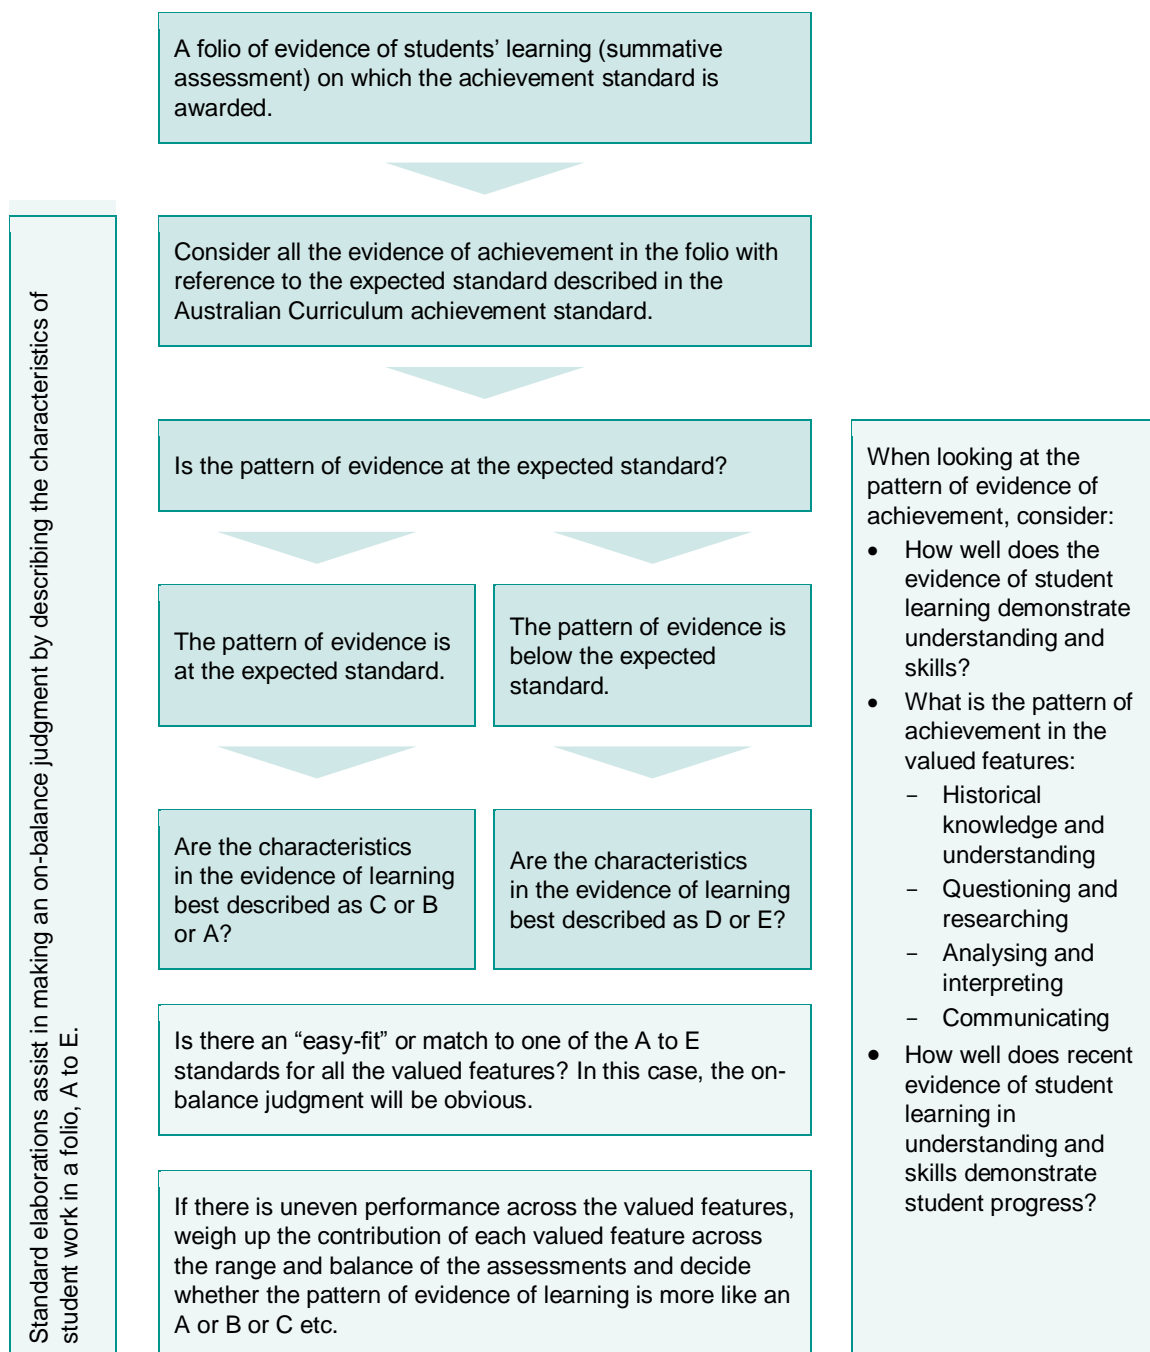 A folio of evidence of students’ learning (summative
assessment) on which the achievement standard is
awarded.
Standard elaborations assist in making an on-balance judgment by describing the characteristics of
student work in a folio, A to E.
Consider all the evidence of achievement in the folio with
reference to the expected standard described in the
Australian Curriculum achievement standard.
Is the pattern of evidence at the expected standard?
The pattern of evidence is
at the expected standard.
The pattern of evidence is
below the expected
standard.
Are the characteristics
in the evidence of learning
best described as C or B
or A?
Are the characteristics
in the evidence of learning
best described as D or E?
Is there an “easy-fit” or match to one of the A to E
standards for all the valued features? In this case, the on-
balance judgment will be obvious.
If there is uneven performance across the valued features,
weigh up the contribution of each valued feature across
the range and balance of the assessments and decide
whether the pattern of evidence of learning is more like an
A or B or C etc.
When looking at the
pattern of evidence of
achievement, consider:
• How well does the
evidence of student
learning demonstrate
understanding and
skills?
• What is the pattern of
achievement in the
valued features:
− Historical
knowledge and
understanding
− Questioning and
researching
− Analysing and
interpreting
− Communicating
• How well does recent
evidence of student
learning in
understanding and
skills demonstrate
student progress?